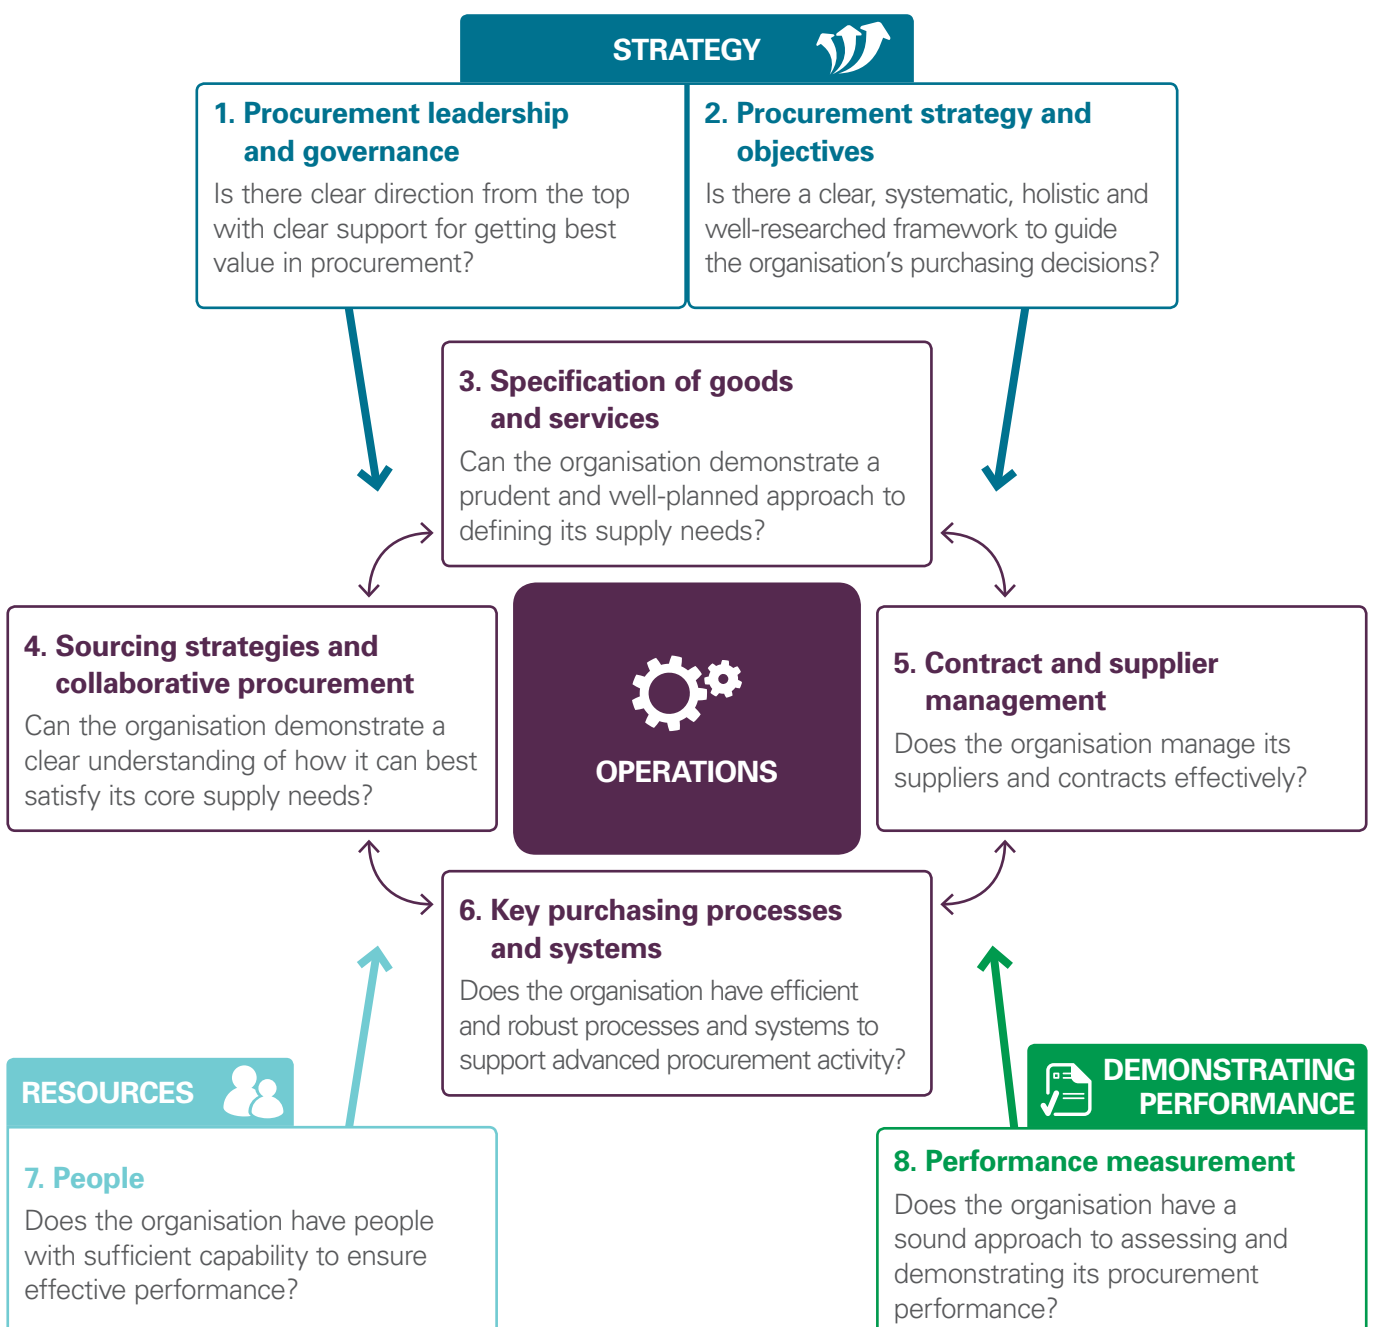 STRATEGY
1. Procurement leadership
and governance
Is there clear direction from the top
with clear support for getting best
value in procurement?
2. Procurement strategy and
objectives
Is there a clear, systematic, holistic and
well-researched framework to guide
the organisation's purchasing decisions?
3. Specification of goods
and services
Can the organisation demonstrate a
prudent and well-planned approach to
defining its supply needs?
4. Sourcing strategies and
collaborative procurement
Can the organisation demonstrate a
clear understanding of how it can best
satisfy its core supply needs?
OPERATIONS
5. Contract and supplier
management
Does the organisation manage its
suppliers and contracts effectively?
6. Key purchasing processes
and systems
Does the organisation have efficient
and robust processes and systems to
support advanced procurement activity?
RESOURCES
7. People
Does the organisation have people
with sufficient capability to ensure
effective performance?
DEMONSTRATING
PERFORMANCE
8. Performance measurement
Does the organisation have a
sound approach to assessing and
demonstrating its procurement
performance?